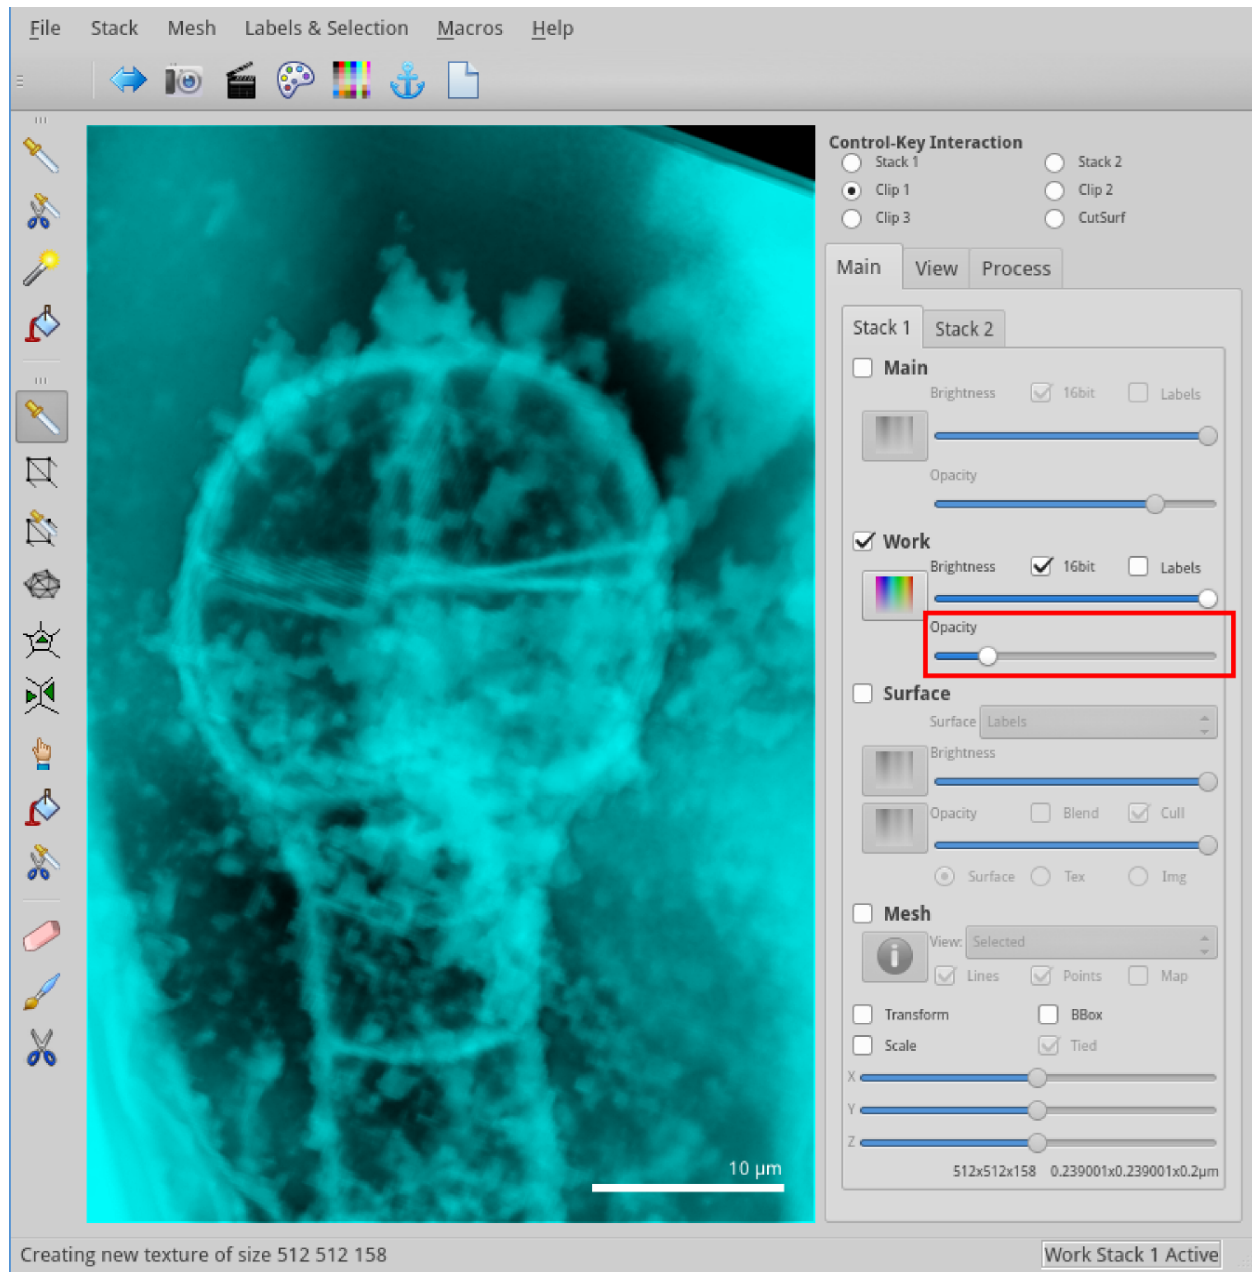 File Stack Mesh Labels & Selection Macros Help
Control-Key Interaction
Stack 1 Stack 2
Clip 1 Clip 2
Clip 3 CutSurf
Main View Process
Stack 1 Stack 2
Main
Brightness 16bit Labels
Opacity
Work
Brightness 16bit Labels
Opacity
Surface
Surface Labels
Brightness
Opacity Blend Cull
Surface Tex Img
Mesh
View: Selected
Lines Points Map
Transform BBox
Scale Tied
X
Y
Z
512x512x158 0.239001x0.239001x0.2µm
10 µm
Creating new texture of size 512 512 158
Work Stack 1 Active